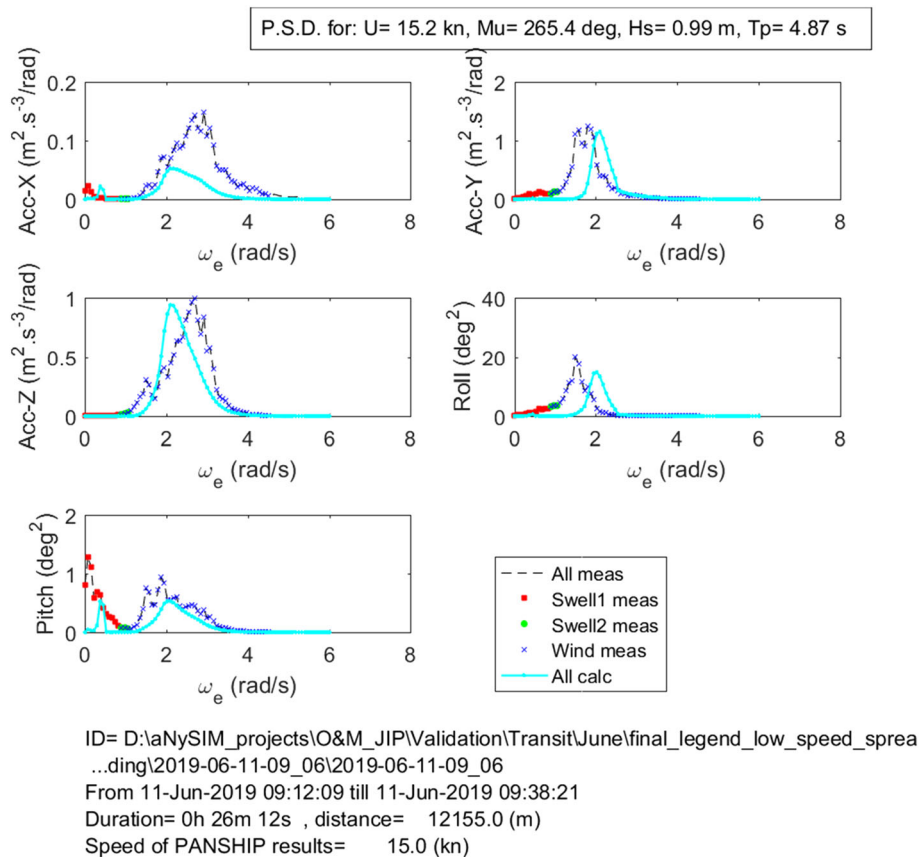 P.S.D. for: U= 15.2 kn, Mu= 265.4 deg, Hs= 0.99 m, Tp= 4.87 s
Acc-X (m².s⁻³/rad)
0.2
0.1
0
0 2 4 6 8
ωₑ (rad/s)
Acc-Y (m².s⁻³/rad)
2
1
0
0 2 4 6 8
ωₑ (rad/s)
Acc-Z (m².s⁻³/rad)
1
0.5
0
0 2 4 6 8
ωₑ (rad/s)
Roll (deg²)
40
20
0
0 2 4 6 8
ωₑ (rad/s)
Pitch (deg²)
2
1
0
0 2 4 6 8
ωₑ (rad/s)
All meas
Swell1 meas
Swell2 meas
Wind meas
All calc
ID= D:\aNySIM_projects\O&M_JIP\Validation\Transit\June\final_legend_low_speed_sprea
...ding\2019-06-11-09_06\2019-06-11-09_06
From 11-Jun-2019 09:12:09 till 11-Jun-2019 09:38:21
Duration= 0h 26m 12s , distance= 12155.0 (m)
Speed of PANSHIP results= 15.0 (kn)